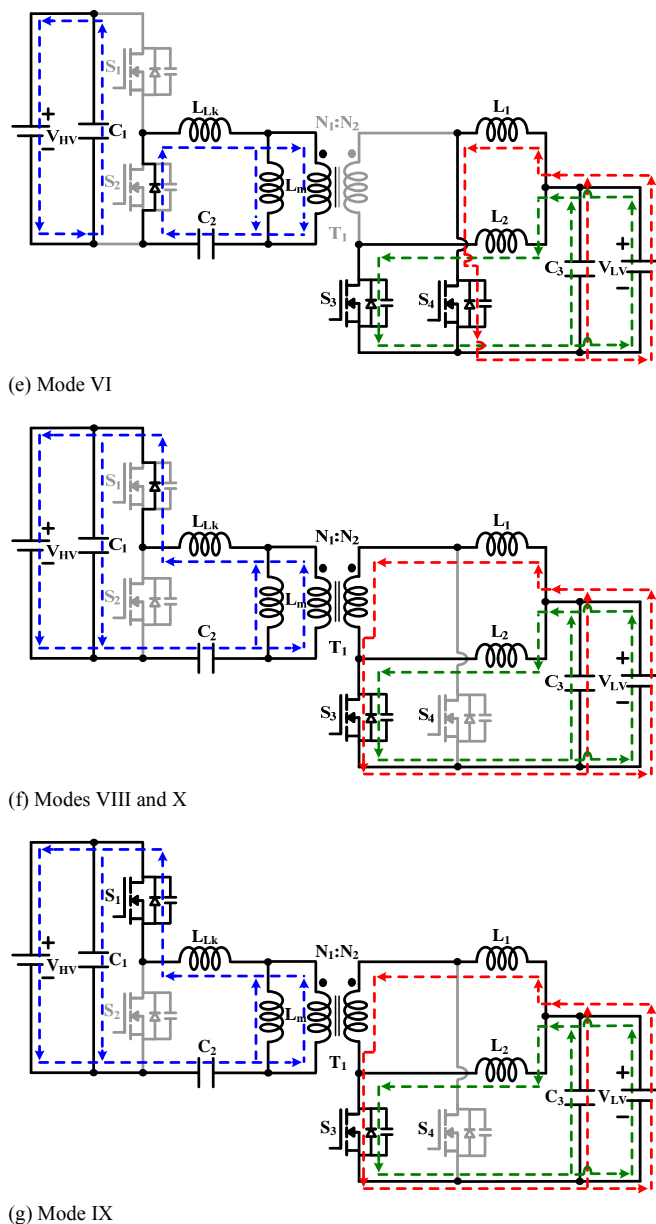 S1
LLk
N1:N2
L1
+
VHV
−
C1
S2
Lm
L2
C2
T1
+
C3
VLV
−
S3
S4
(e) Mode VI
S1
LLk
N1:N2
L1
+
VHV
−
C1
S2
Lm
L2
C2
T1
+
C3
VLV
−
S3
S4
(f) Modes VIII and X
S1
LLk
N1:N2
L1
+
VHV
−
C1
S2
Lm
L2
C2
T1
+
C3
VLV
−
S3
S4
(g) Mode IX